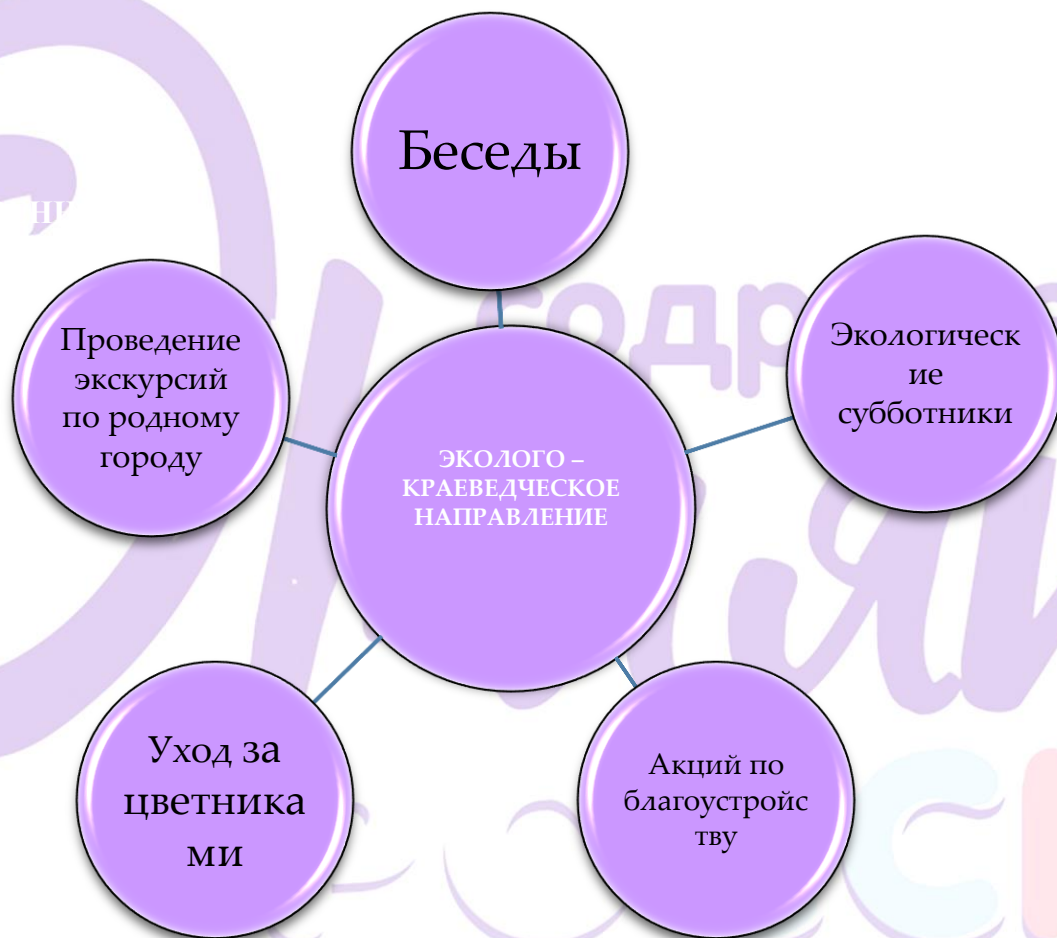 Беседы
Проведение
экскурсий
по родному
городу
Экологическ
ие
субботники
ЭКОЛОГО –
КРАЕВЕДЧЕСКОЕ
НАПРАВЛЕНИЕ
Уход за
цветника
ми
Акций по
благоустройс
тву